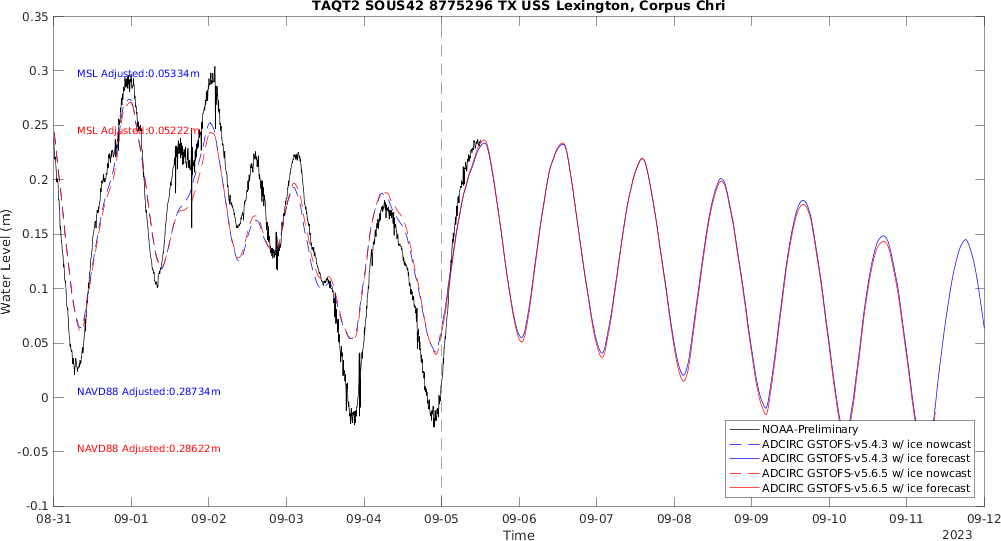 TAQT2 SOUS42 8775296 TX USS Lexington, Corpus Chri
0.35
0.3
0.25
0.2
0.15
0.1
0.05
0
-0.05
-0.1
Water Level (m)
MSL Adjusted:0.05334m
MSL Adjusted:0.05222m
NAVD88 Adjusted:0.28734m
NAVD88 Adjusted:0.28622m
NOAA-Preliminary
ADCIRC GSTOFS-v5.4.3 w/ ice nowcast
ADCIRC GSTOFS-v5.4.3 w/ ice forecast
ADCIRC GSTOFS-v5.6.5 w/ ice nowcast
ADCIRC GSTOFS-v5.6.5 w/ ice forecast
08-31 09-01 09-02 09-03 09-04 09-05 09-06 09-07 09-08 09-09 09-10 09-11 09-12
Time
2023